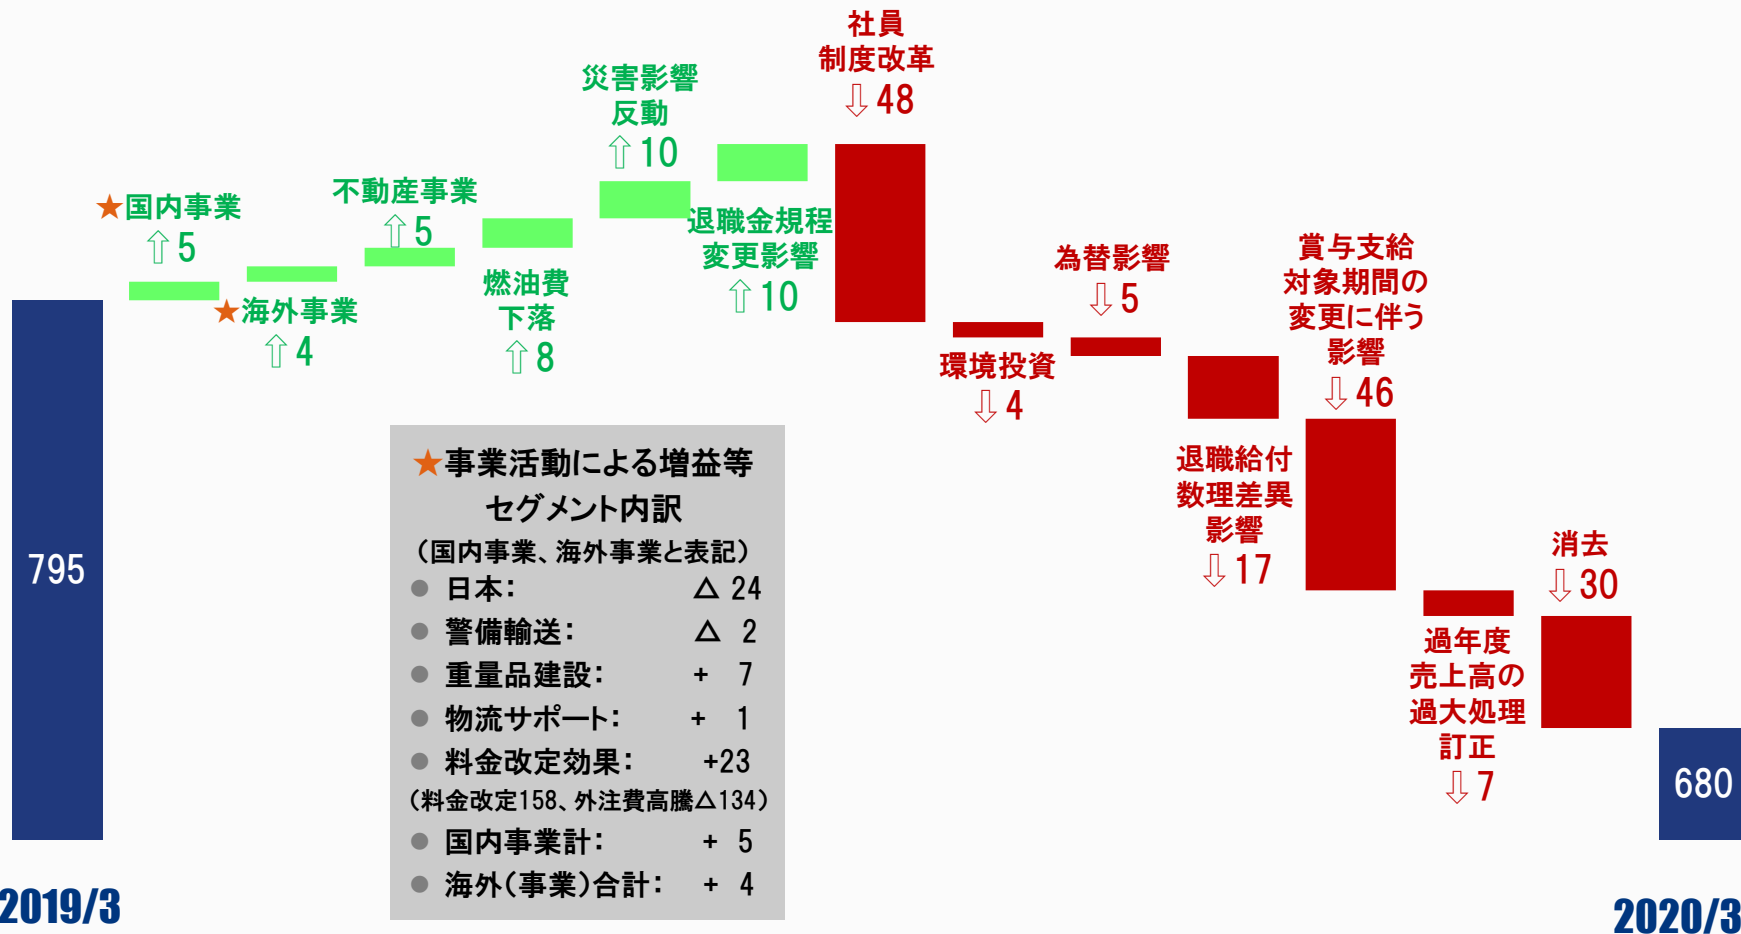 795
2019/3
★国内事業
⇧5
★海外事業
⇧4
不動産事業
⇧5
燃油費
下落
⇧8
災害影響
反動
⇧10
退職金規程
変更影響
⇧10
社員
制度改革
⇩48
環境投資
⇩4
為替影響
⇩5
退職給付
数理差異
影響
⇩17
賞与支給
対象期間の
変更に伴う
影響
⇩46
過年度
売上高の
過大処理
訂正
⇩7
消去
⇩30
680
2020/3
★事業活動による増益等
セグメント内訳
（国内事業、海外事業と表記）
● 日本： △ 24
● 警備輸送： △ 2
● 重量品建設： + 7
● 物流サポート： + 1
● 料金改定効果： +23
（料金改定158、外注費高騰△134）
● 国内事業計： + 5
● 海外（事業）合計： + 4